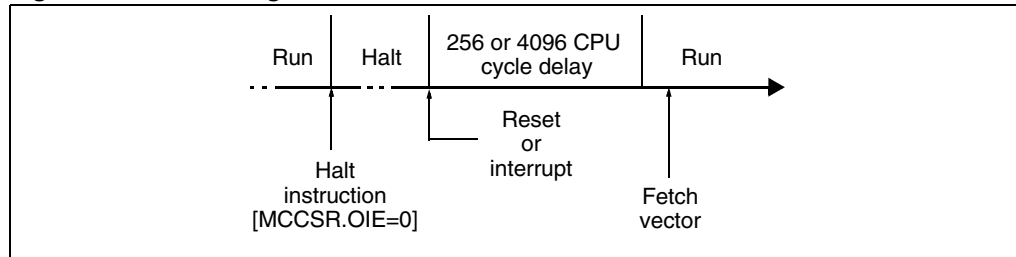 Run
Halt
256 or 4096 CPU
cycle delay
Run
Reset
or
interrupt
Halt
instruction
[MCCSR.OIE=0]
Fetch
vector